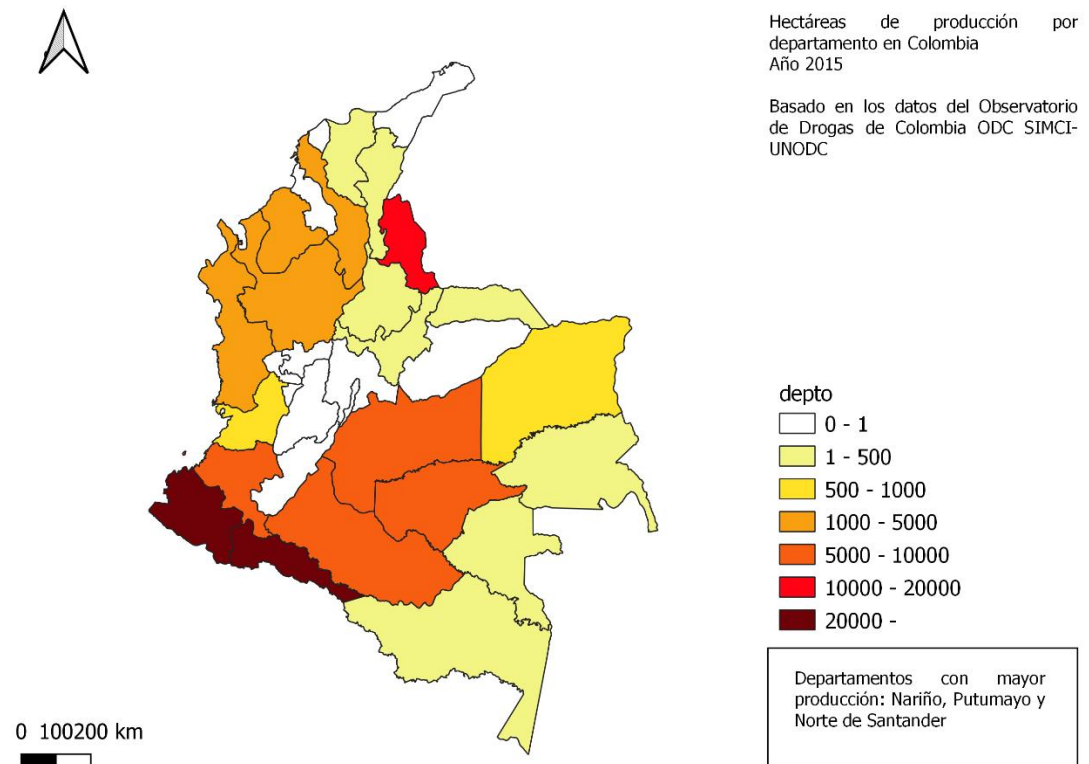 Hectáreas de producción por
departamento en Colombia
Año 2015
Basado en los datos del Observatorio
de Drogas de Colombia ODC SIMCI-
UNODC
depto
0 - 1
1 - 500
500 - 1000
1000 - 5000
5000 - 10000
10000 - 20000
20000 -
Departamentos con mayor
producción: Nariño, Putumayo y
Norte de Santander
0 100200 km